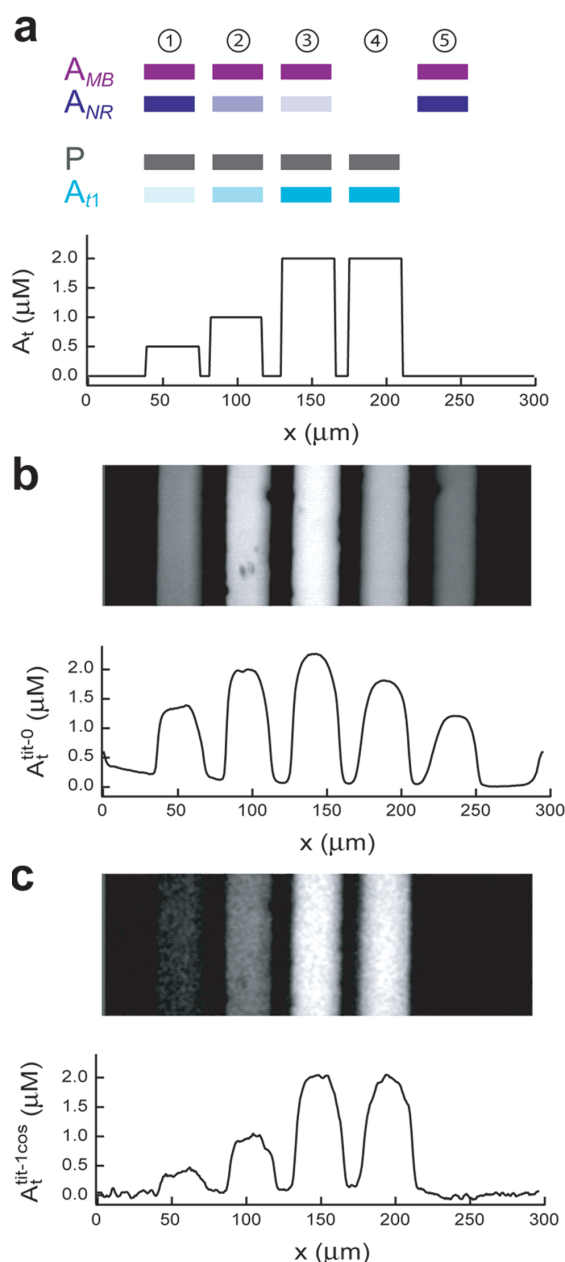 a
① ② ③ ④ ⑤
A_MB
A_NR
P
A_t1
A_t (μM)
2.0
1.5
1.0
0.5
0.0
0 50 100 150 200 250 300
x (μm)
b
A_t^tit-0 (μM)
2.0
1.5
1.0
0.5
0.0
0 50 100 150 200 250 300
x (μm)
c
A_t^tit-1cos (μM)
2.0
1.5
1.0
0.5
0.0
0 50 100 150 200 250 300
x (μm)